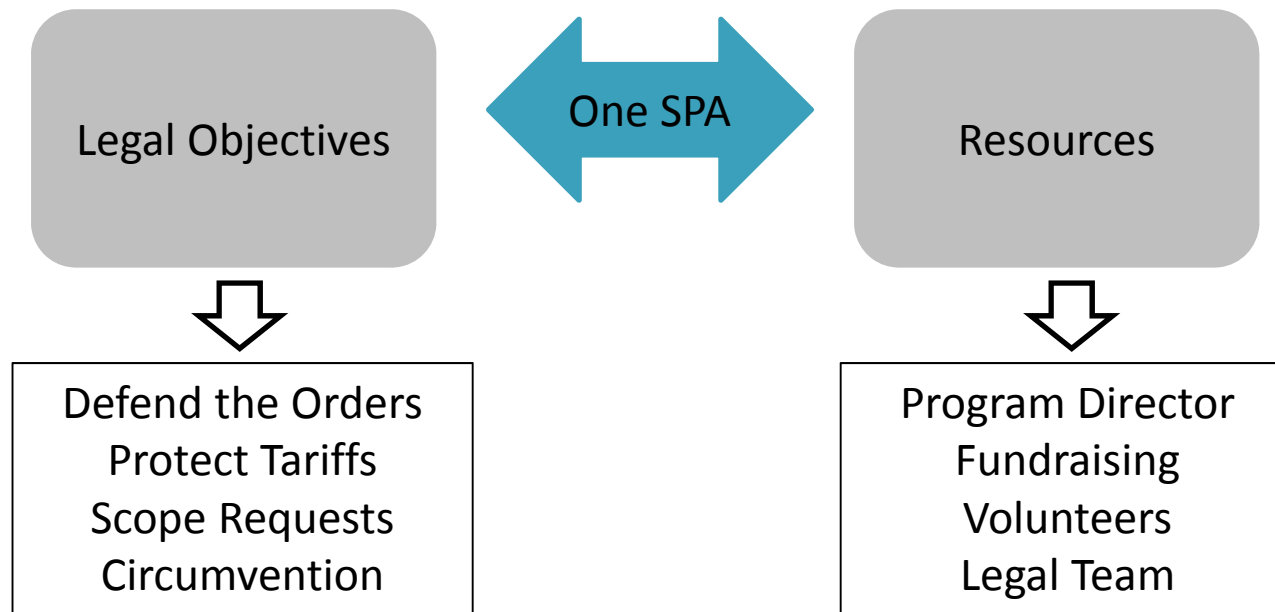 Legal Objectives
One SPA
Resources
Defend the Orders
Protect Tariffs
Scope Requests
Circumvention
Program Director
Fundraising
Volunteers
Legal Team